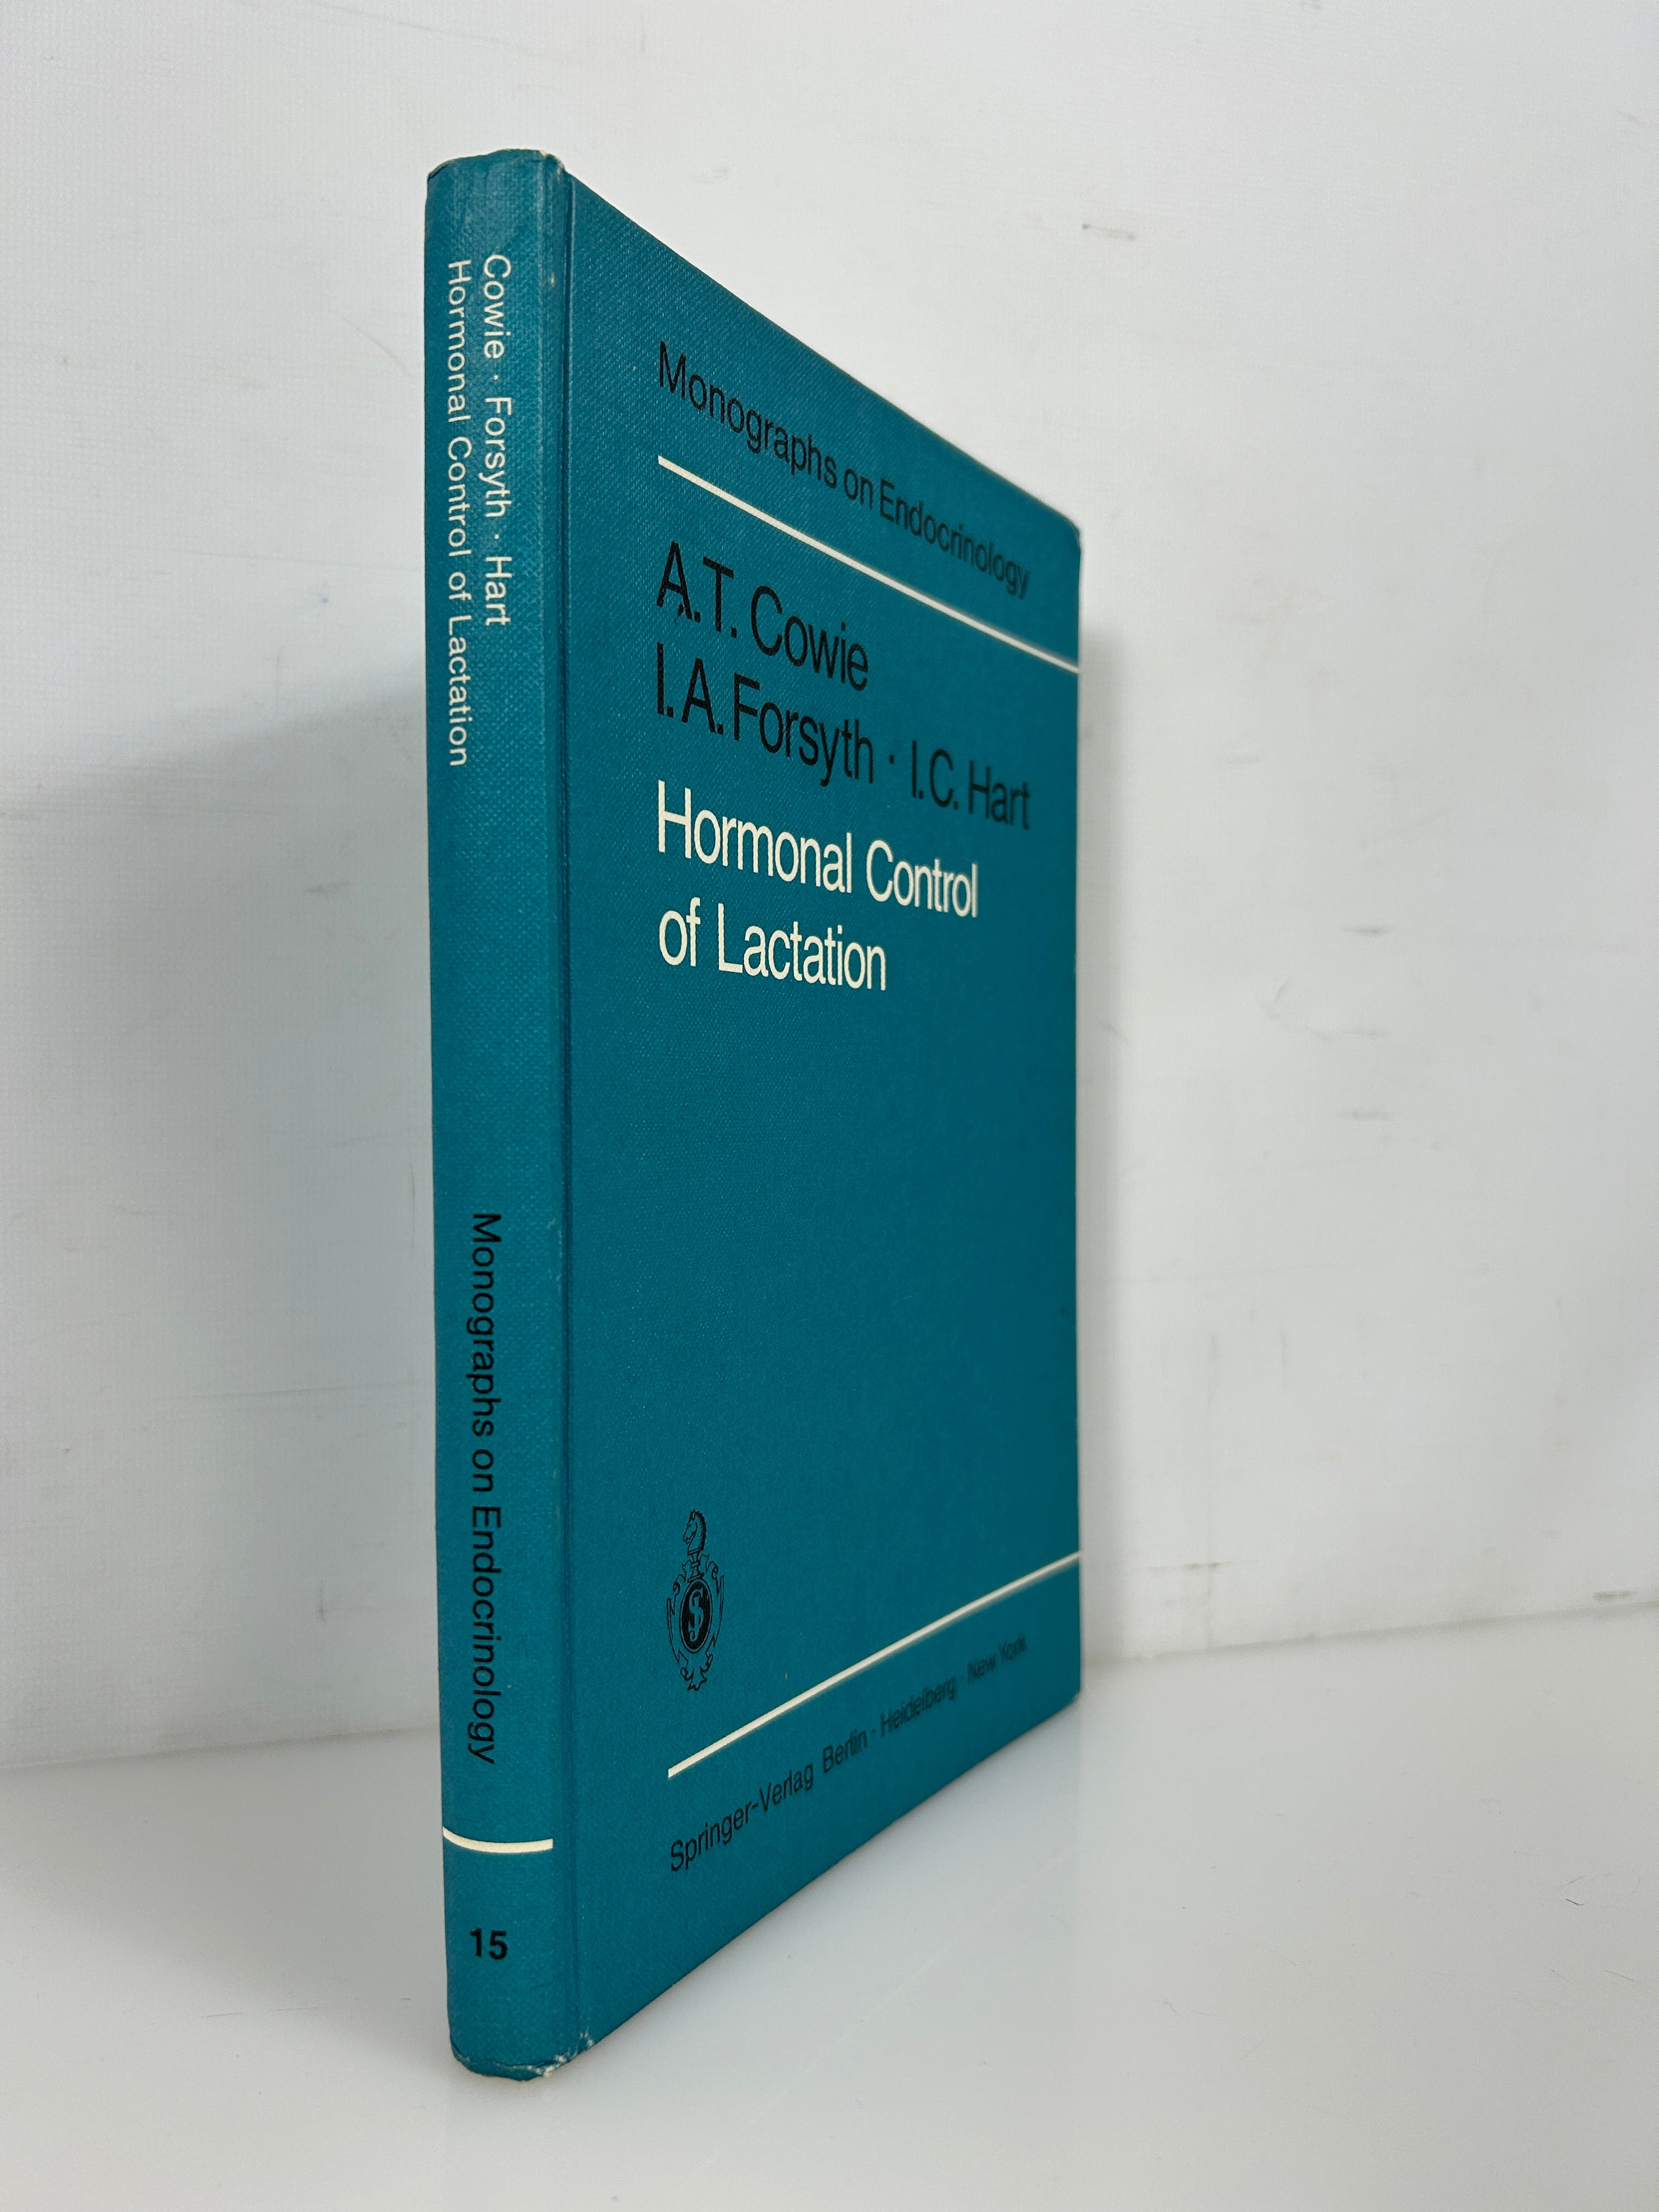 Cowie · Forsyth · Hart
Hormonal Control of Lactation
Monographs on Endocrinology
15
Monographs on Endocrinology
A.T. Cowie
I.A. Forsyth · I.C. Hart
Hormonal Control
of Lactation
Springer-Verlag Berlin · Heidelberg · New York